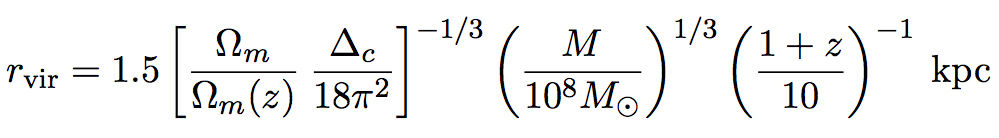 r_vir = 1.5 [ Ω_m / Ω_m(z) Δ_c / 18π² ]^{−1/3} ( M / 10⁸M_⊙ )^{1/3} ( 1 + z / 10 )^{−1} kpc